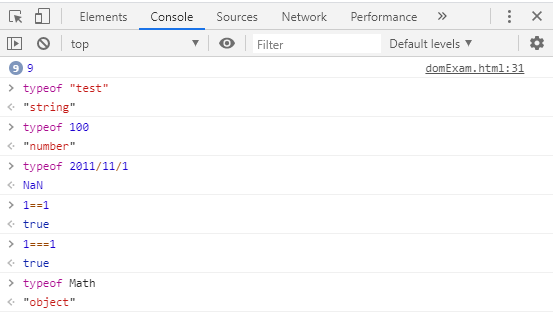 Elements Console Sources Network Performance
top Filter Default levels
9 9 domExam.html:31
typeof "test"
"string"
typeof 100
"number"
typeof 2011/11/1
NaN
1==1
true
1===1
true
typeof Math
"object"